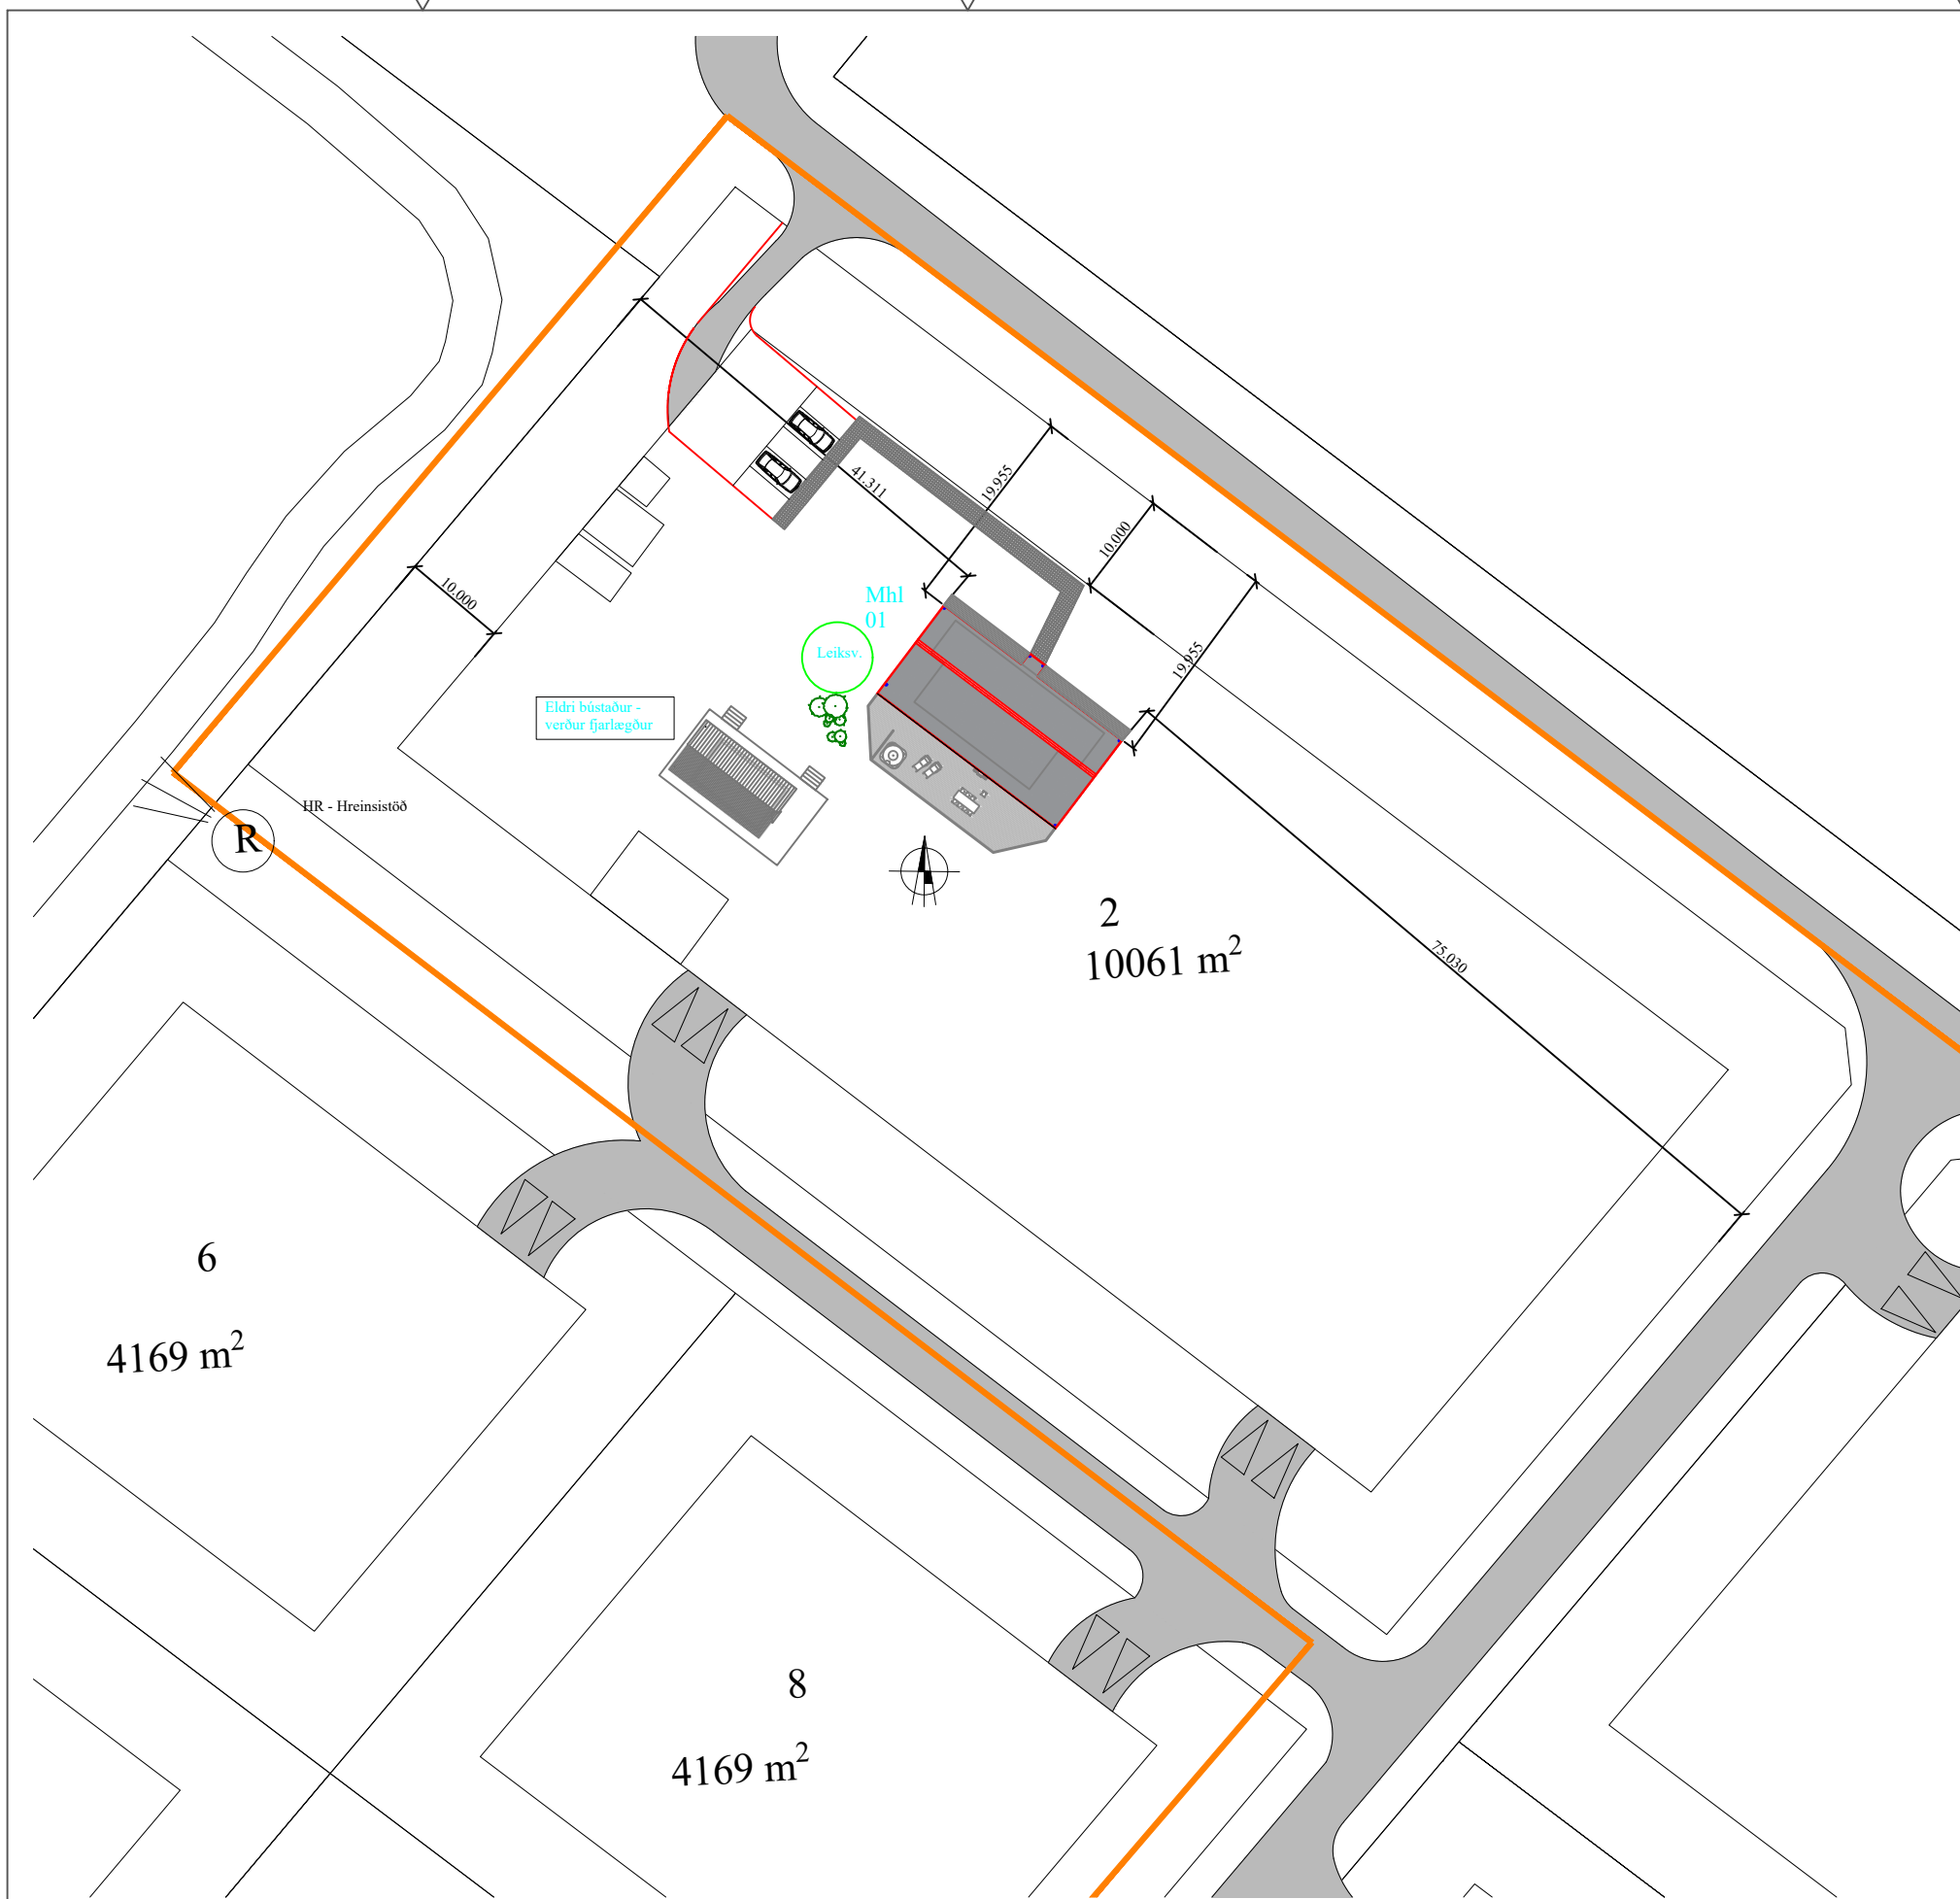 41.311
19.955
10.000
10.000
Mhl
01
Leiksv.
19.955
Eldri bústaður -
verður fjarlægður
HR - Hreinsistöð
R
2
10061 m²
75.030
6
4169 m²
8
4169 m²